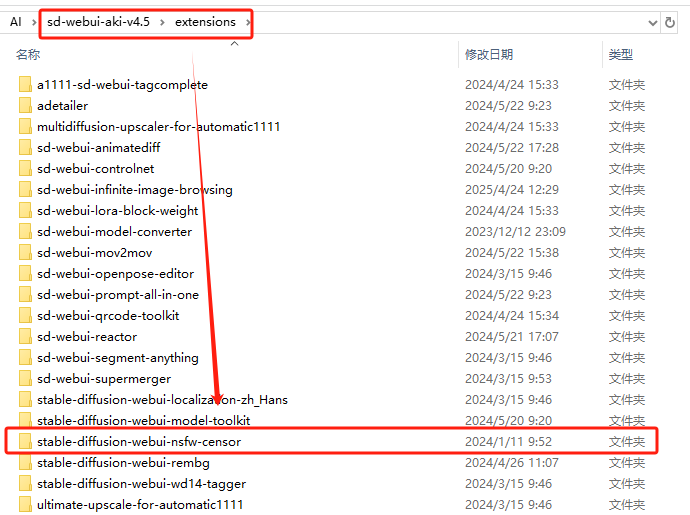 AI > sd-webui-aki-v4.5 > extensions >
名称 修改日期 类型
a1111-sd-webui-tagcomplete 2024/4/24 15:33 文件夹
adetailer 2024/5/22 9:23 文件夹
multidiffusion-upscaler-for-automatic1111 2024/4/24 15:33 文件夹
sd-webui-animatediff 2024/5/22 17:28 文件夹
sd-webui-controlnet 2024/5/20 9:20 文件夹
sd-webui-infinite-image-browsing 2025/4/24 12:29 文件夹
sd-webui-lora-block-weight 2024/4/24 15:33 文件夹
sd-webui-model-converter 2023/12/12 23:09 文件夹
sd-webui-mov2mov 2024/5/22 15:38 文件夹
sd-webui-openpose-editor 2024/3/15 9:46 文件夹
sd-webui-prompt-all-in-one 2024/5/22 9:23 文件夹
sd-webui-qrcode-toolkit 2024/4/24 15:34 文件夹
sd-webui-reactor 2024/5/21 17:07 文件夹
sd-webui-segment-anything 2024/3/15 9:46 文件夹
sd-webui-supermerger 2024/3/15 9:53 文件夹
stable-diffusion-webui-localization-zh_Hans 2024/3/15 9:46 文件夹
stable-diffusion-webui-model-toolkit 2024/5/20 9:20 文件夹
stable-diffusion-webui-nsfw-censor 2024/1/11 9:52 文件夹
stable-diffusion-webui-rembg 2024/4/26 11:07 文件夹
stable-diffusion-webui-wd14-tagger 2024/3/15 9:46 文件夹
ultimate-upscale-for-automatic1111 2024/3/15 9:46 文件夹